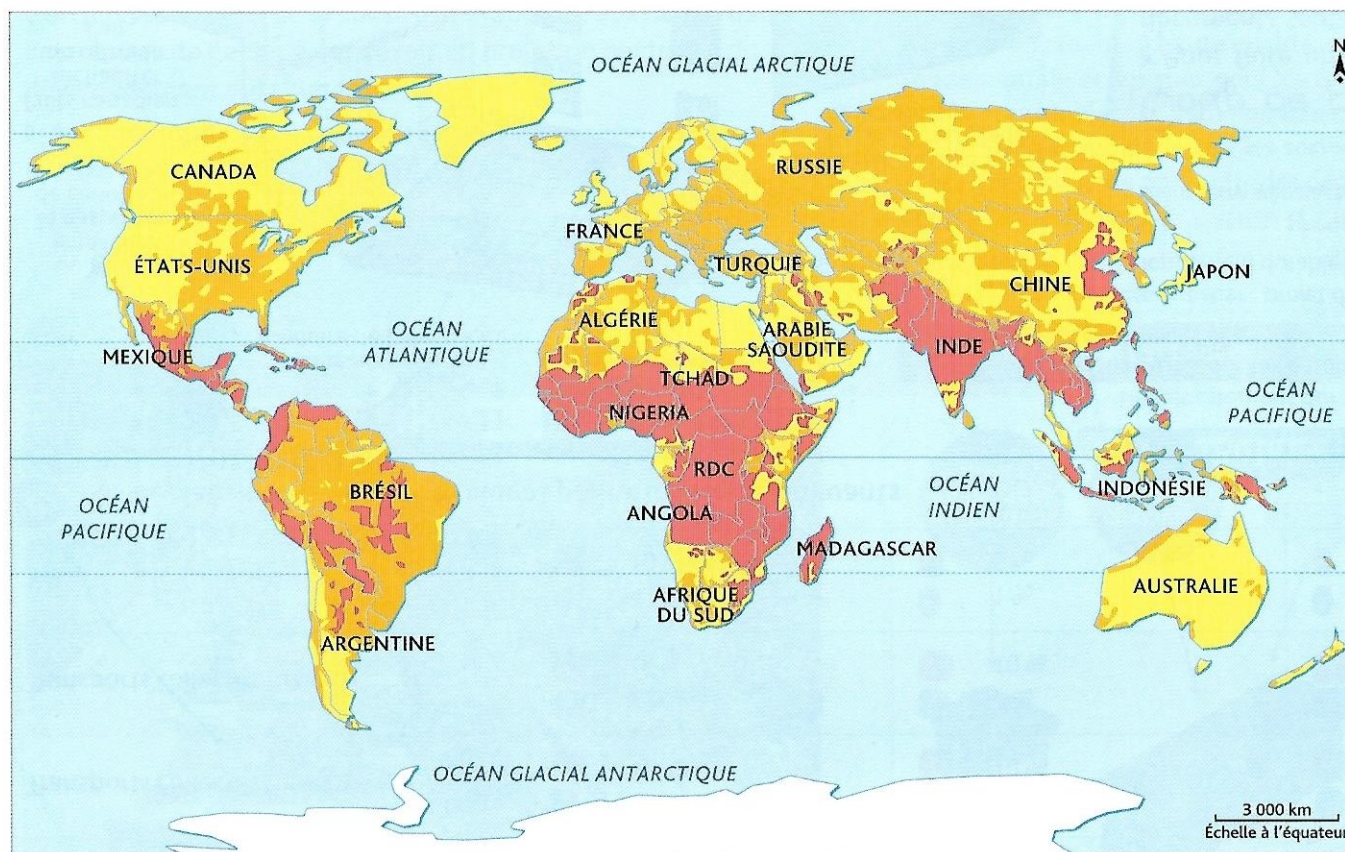 N
OCÉAN GLACIAL ARCTIQUE
CANADA
RUSSIE
FRANCE
ÉTATS-UNIS
TURQUIE
CHINE
JAPON
ALGÉRIE
OCÉAN
ATLANTIQUE
ARABIE
SAOUDITE
INDE
MEXIQUE
TCHAD
NIGERIA
OCÉAN
PACIFIQUE
RDC
BRÉSIL
OCÉAN
INDIEN
INDONÉSIE
OCÉAN
PACIFIQUE
ANGOLA
MADAGASCAR
AUSTRALIE
AFRIQUE
DU SUD
ARGENTINE
OCÉAN GLACIAL ANTARCTIQUE
3 000 km
Échelle à l'équateur